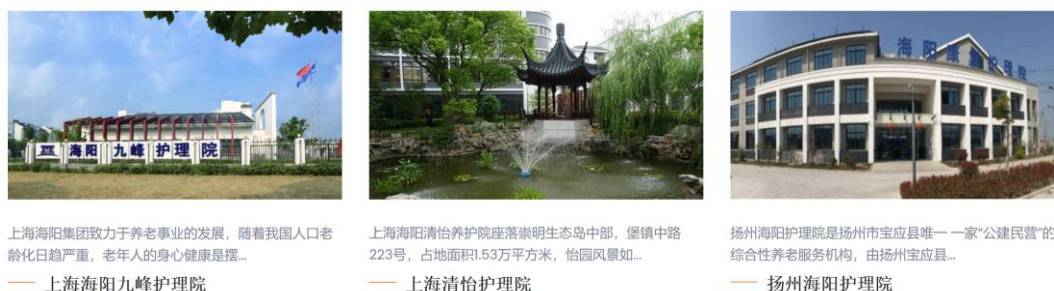 海阳 九峰 护理院
海阳康复护理院
上海海阳集团致力于养老事业的发展，随着我国人口老
龄化日趋严重，老年人的身心健康是摆...
上海海阳九峰护理院
上海海阳清怡养护院座落崇明生态岛中部，堡镇中路
223号，占地面积1.53万平方米，怡园风景如...
上海清怡护理院
扬州海阳护理院是扬州市宝应县唯一 一家“公建民营”的
综合性养老服务机构，由扬州宝应县...
扬州海阳护理院